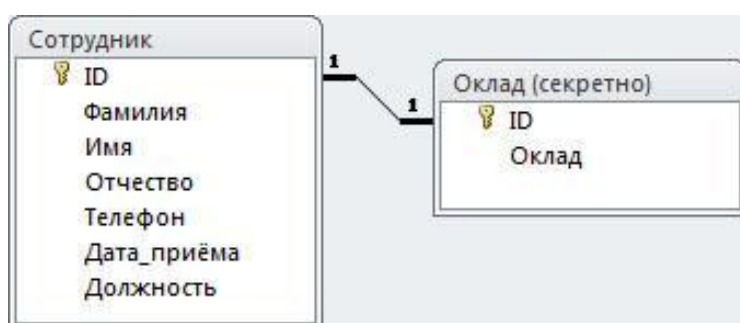 Сотрудник
ID
Фамилия
Имя
Отчество
Телефон
Дата_приёма
Должность
1
1
Оклад (секретно)
ID
Оклад